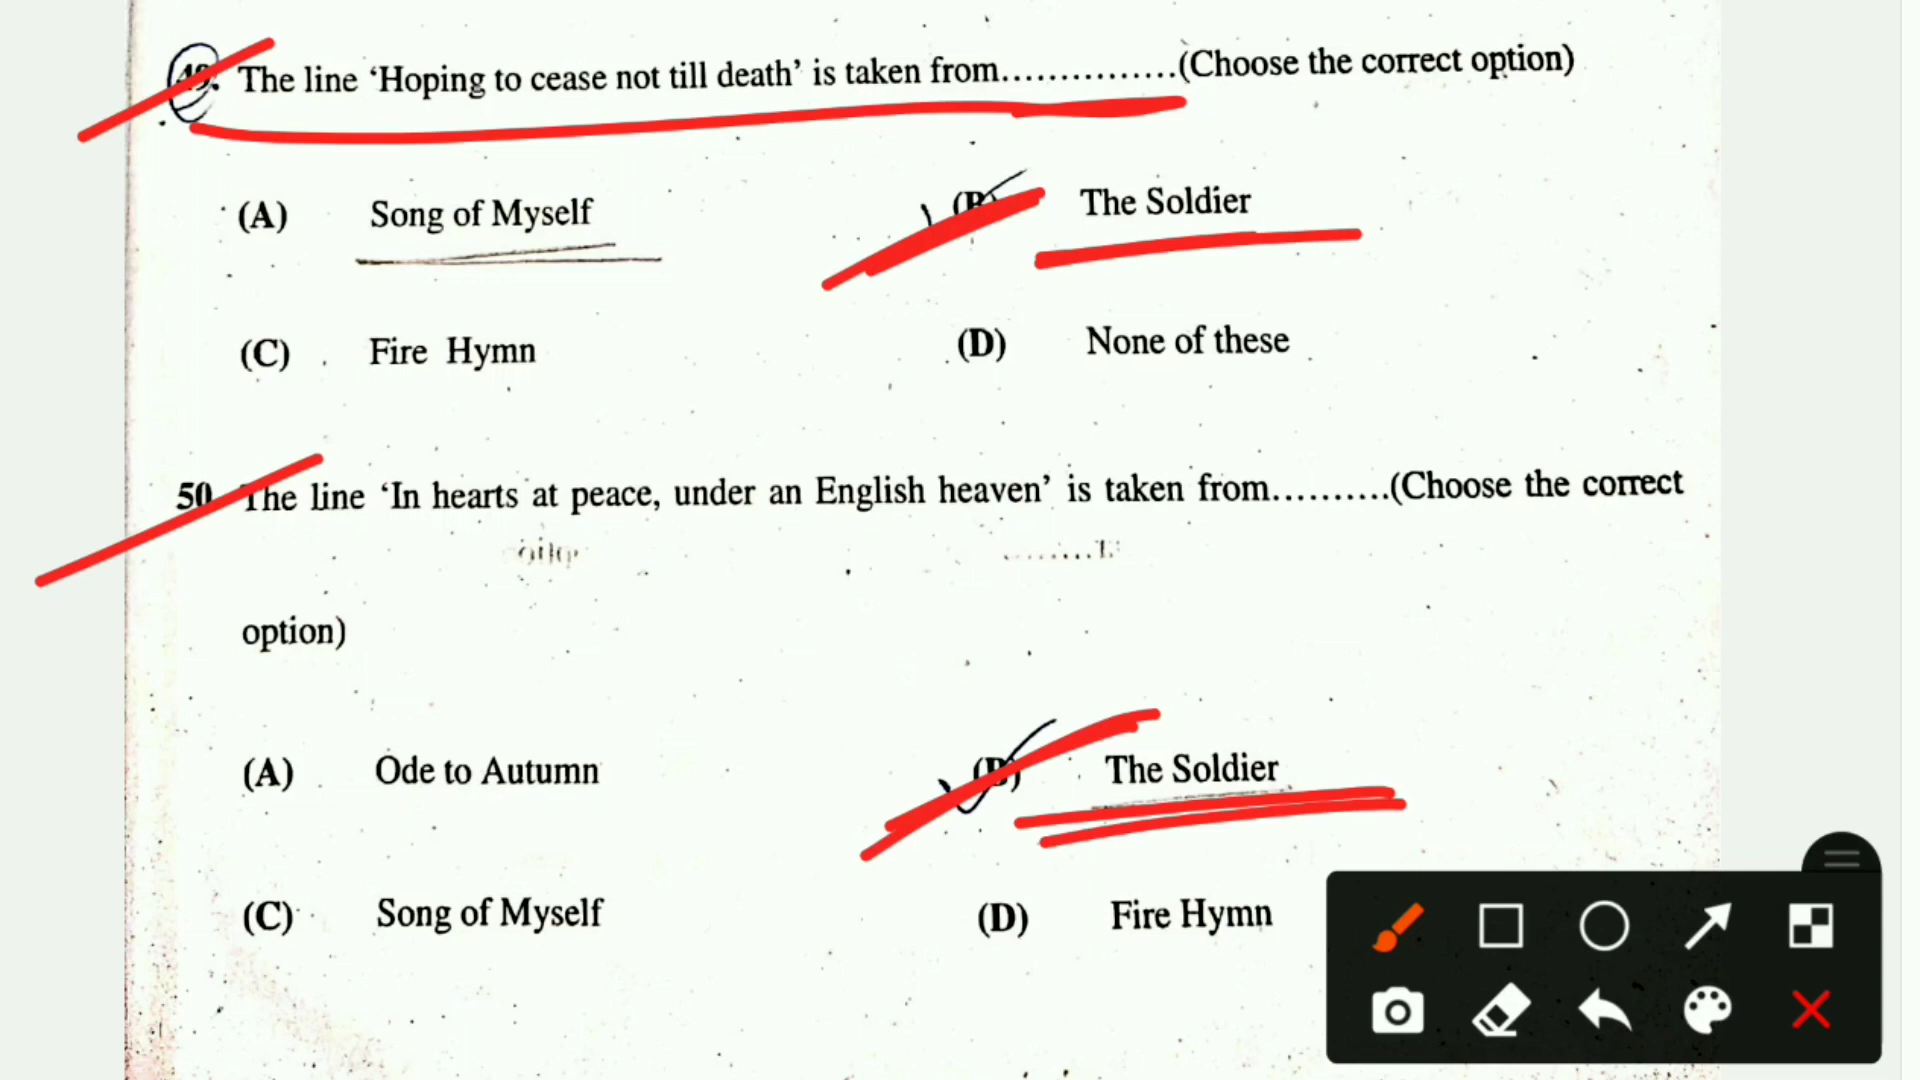 49. The line ‘Hoping to cease not till death’ is taken from...............(Choose the correct option)
(A) Song of Myself (B) The Soldier
(C) Fire Hymn (D) None of these
50. The line ‘In hearts at peace, under an English heaven’ is taken from..........(Choose the correct
option)
(A) Ode to Autumn (B) The Soldier
(C) Song of Myself (D) Fire Hymn